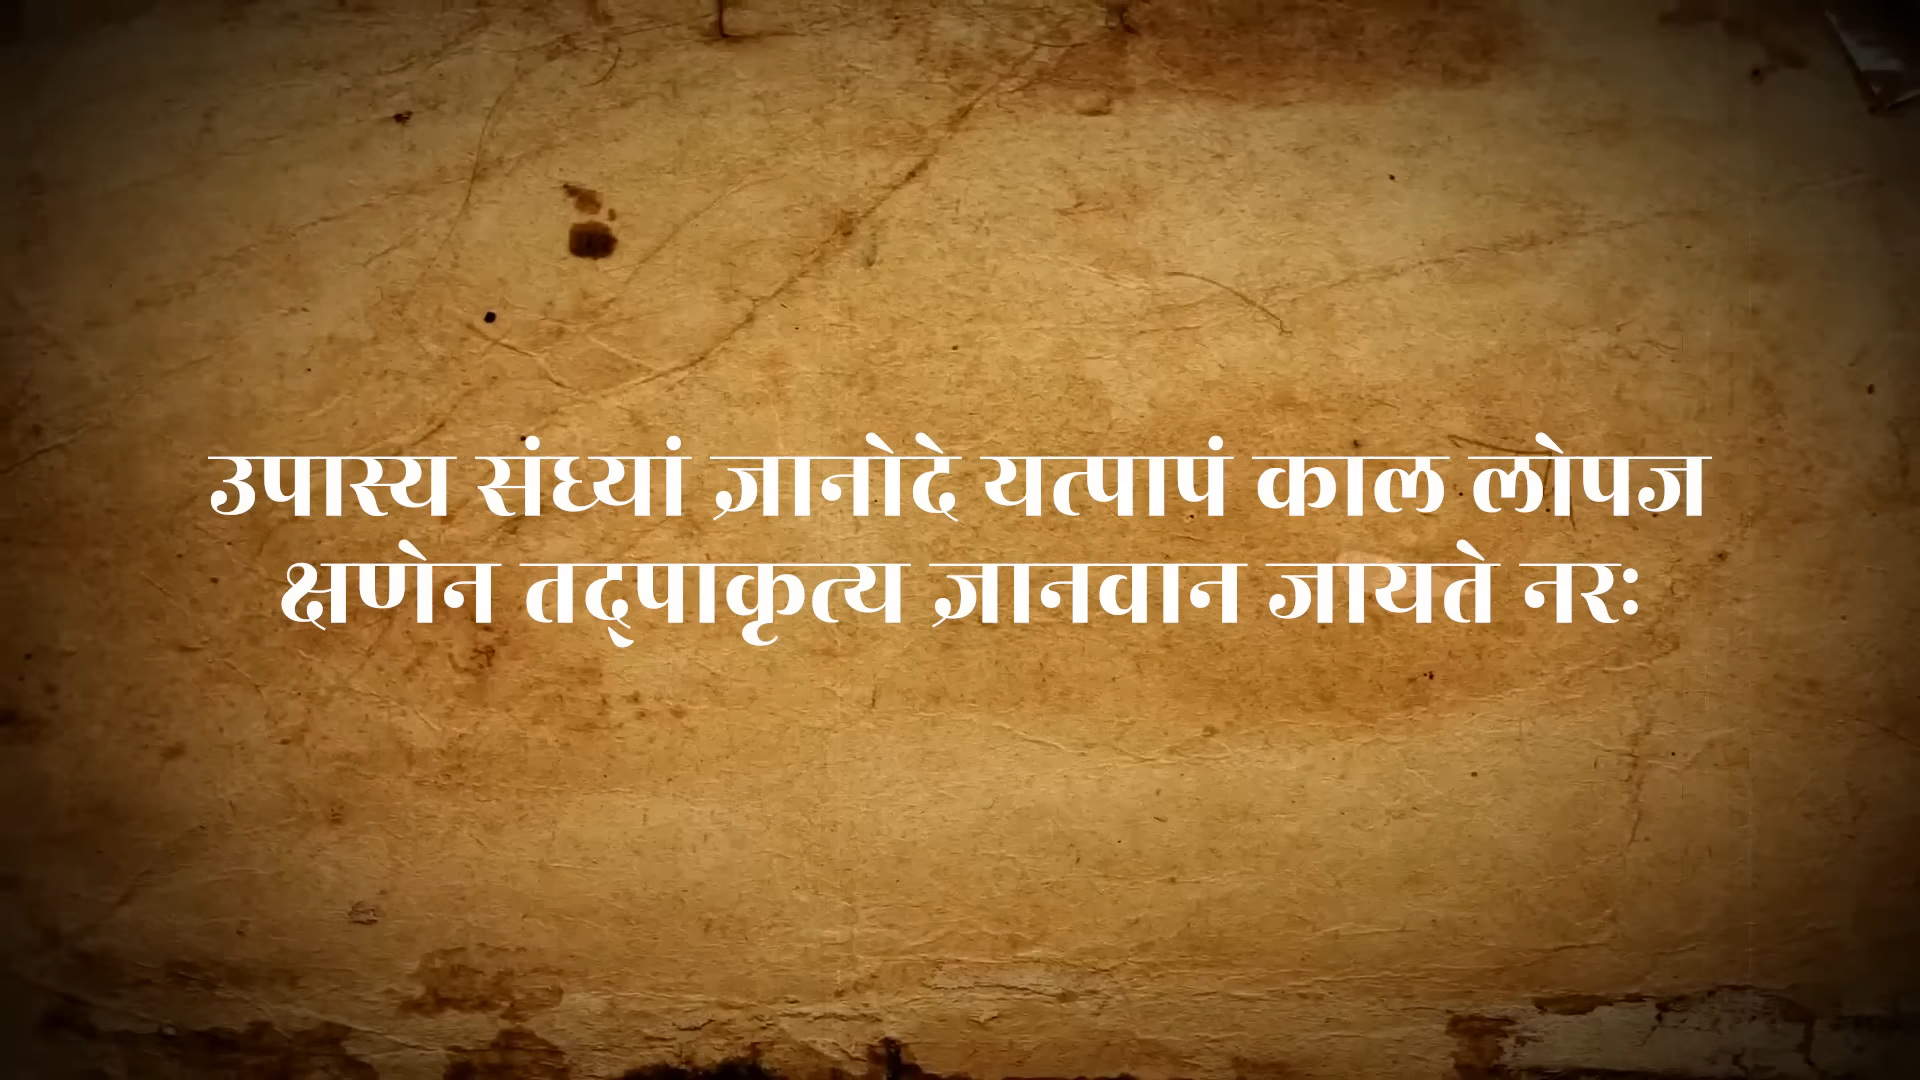 उपास्य संध्यां ज्ञानोदे यत्पापं काल लोपज
क्षणेन तद्पाकृत्य ज्ञानवान जायते नरः